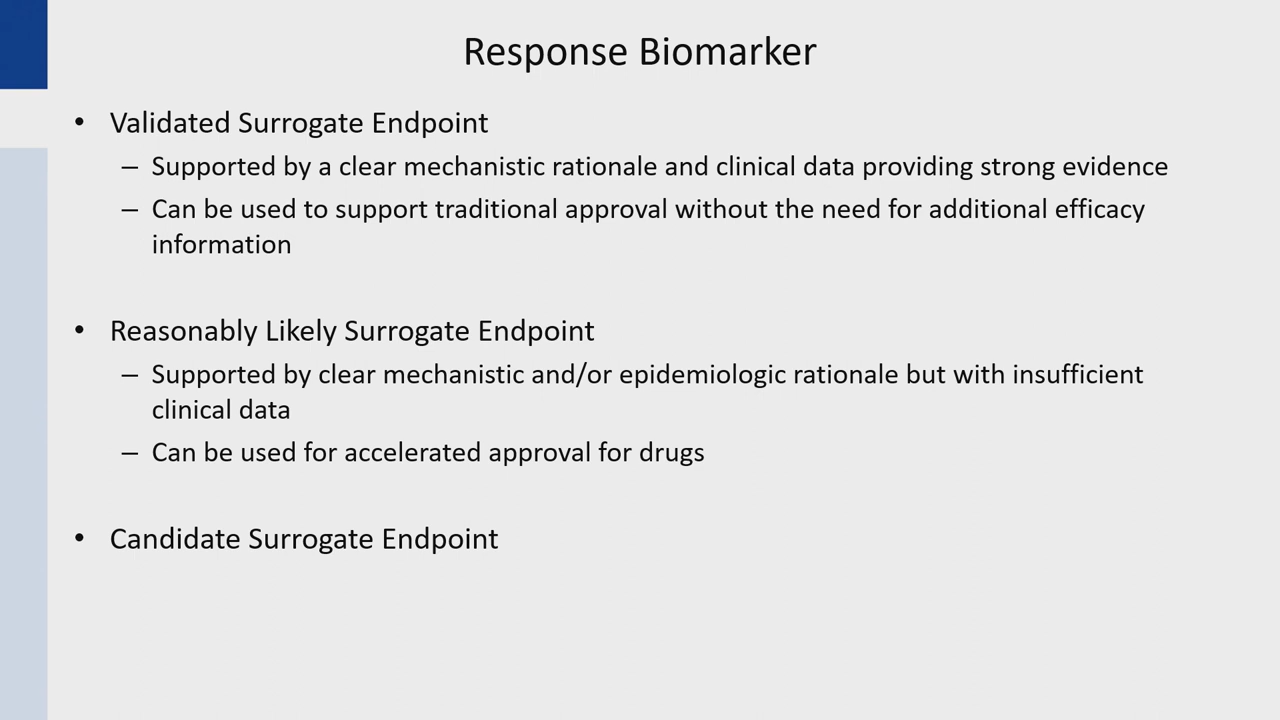 Response Biomarker
• Validated Surrogate Endpoint
– Supported by a clear mechanistic rationale and clinical data providing strong evidence
– Can be used to support traditional approval without the need for additional efficacy
information
• Reasonably Likely Surrogate Endpoint
– Supported by clear mechanistic and/or epidemiologic rationale but with insufficient
clinical data
– Can be used for accelerated approval for drugs
• Candidate Surrogate Endpoint